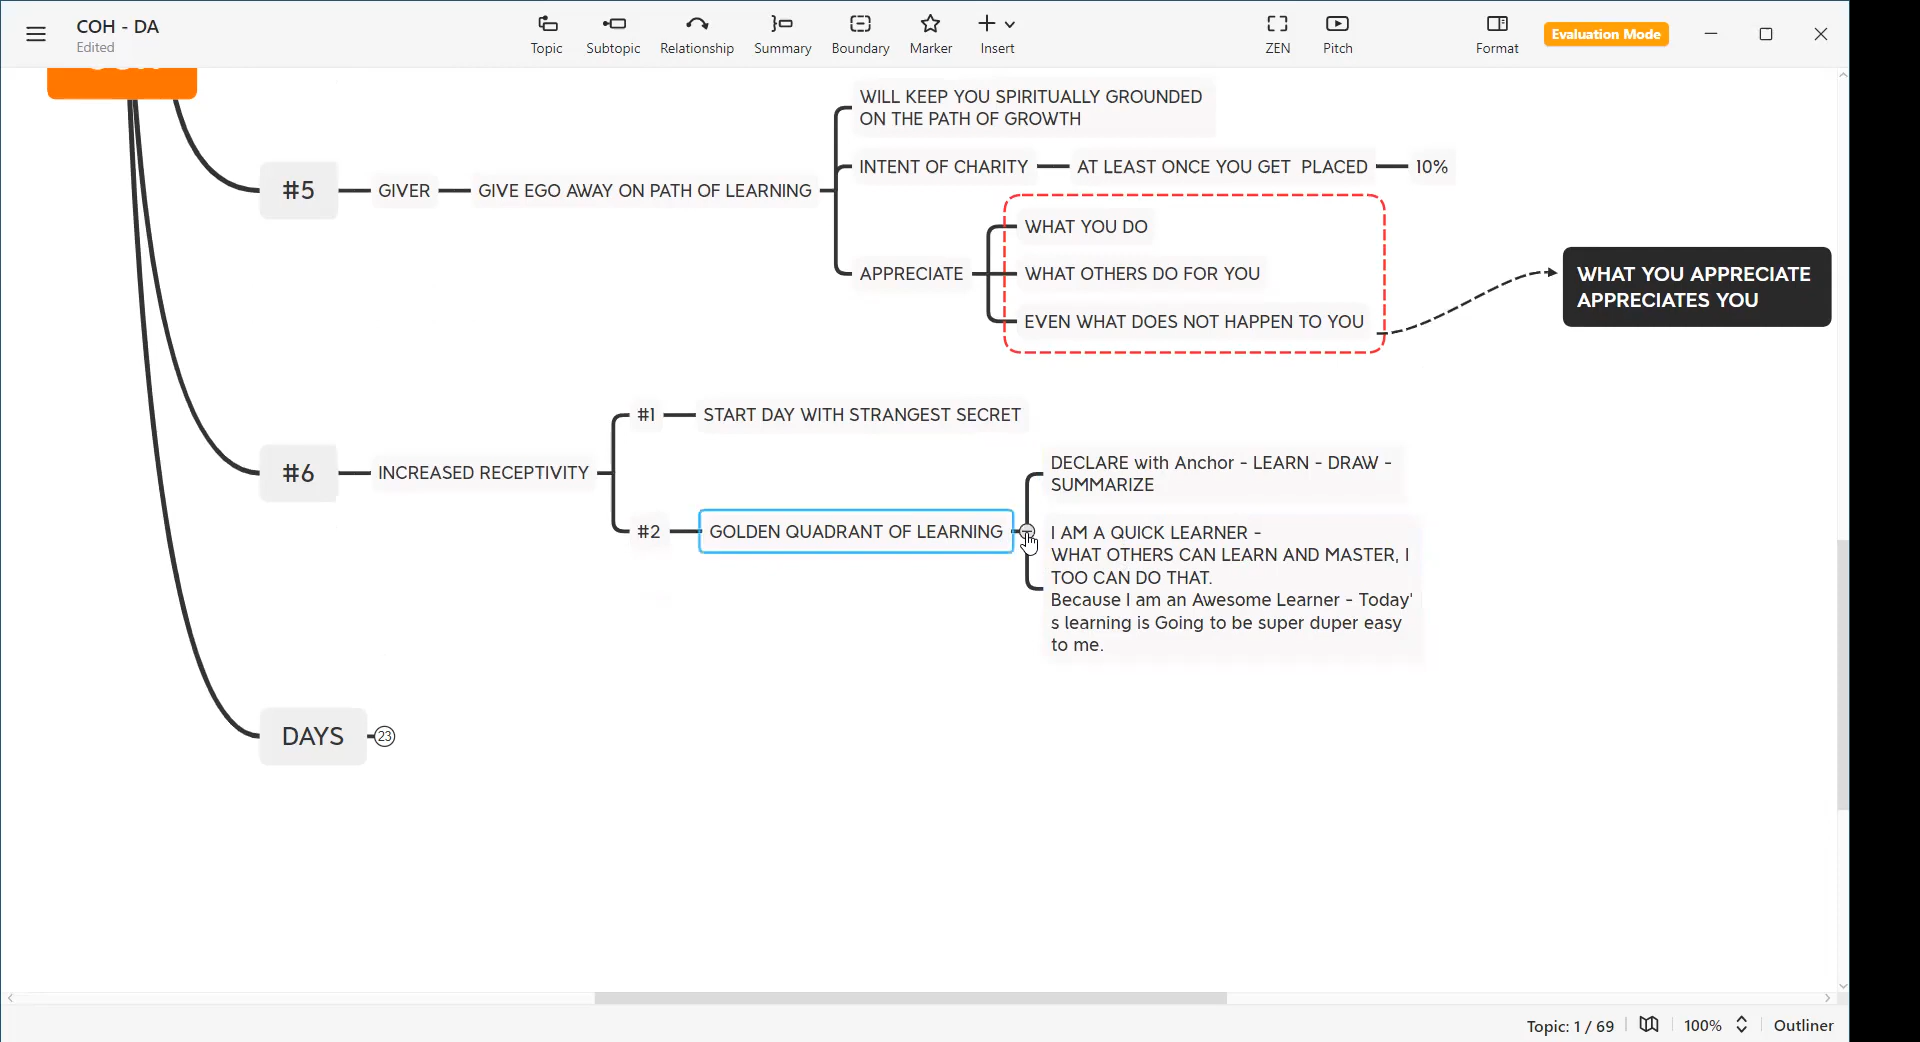 COH - DA
Edited
Topic
Subtopic
Relationship
Summary
Boundary
Marker
Insert
ZEN
Pitch
Format
Evaluation Mode
#5
GIVER
GIVE EGO AWAY ON PATH OF LEARNING
WILL KEEP YOU SPIRITUALLY GROUNDED
ON THE PATH OF GROWTH
INTENT OF CHARITY
AT LEAST ONCE YOU GET  PLACED
10%
APPRECIATE
WHAT YOU DO
WHAT OTHERS DO FOR YOU
EVEN WHAT DOES NOT HAPPEN TO YOU
WHAT YOU APPRECIATE
APPRECIATES YOU
#6
INCREASED RECEPTIVITY
#1
START DAY WITH STRANGEST SECRET
#2
GOLDEN QUADRANT OF LEARNING
DECLARE with Anchor - LEARN - DRAW -
SUMMARIZE
I AM A QUICK LEARNER -
WHAT OTHERS CAN LEARN AND MASTER, I
TOO CAN DO THAT.
Because I am an Awesome Learner - Today'
s learning is Going to be super duper easy
to me.
DAYS
23
Topic: 1 / 69
100%
Outliner